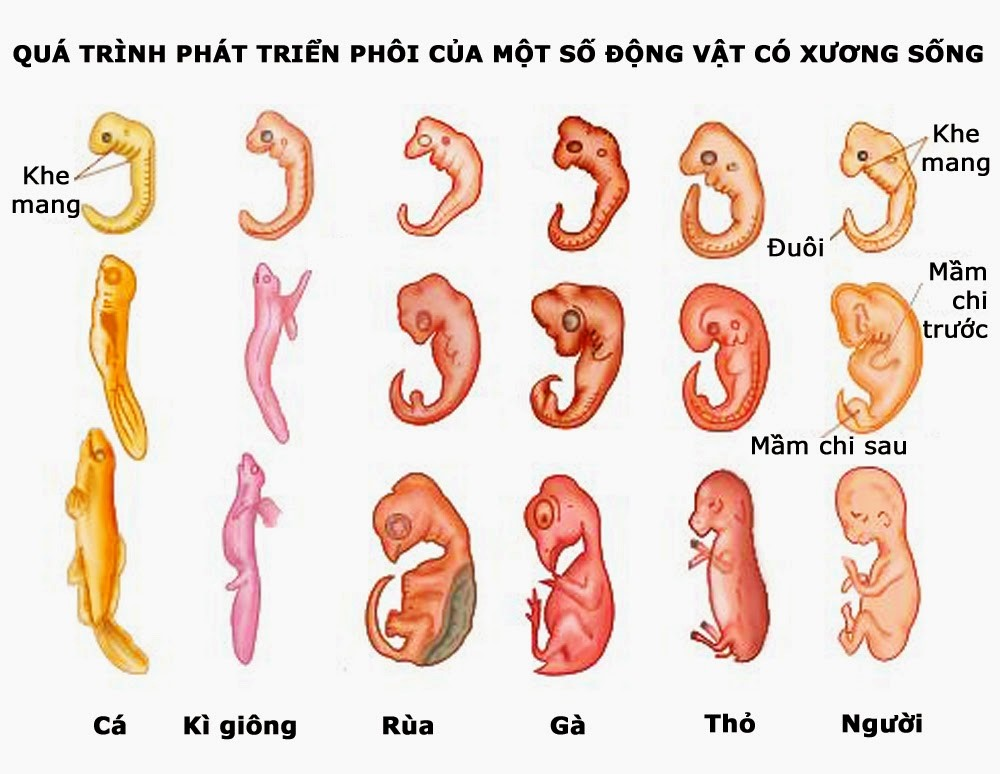 QUÁ TRÌNH PHÁT TRIỂN PHÔI CỦA MỘT SỐ ĐỘNG VẬT CÓ XƯƠNG SỐNG
Khe
mang
Khe
mang
Đuôi
Mầm
chi
trước
Mầm chi sau
Cá
Kì giông
Rùa
Gà
Thỏ
Người